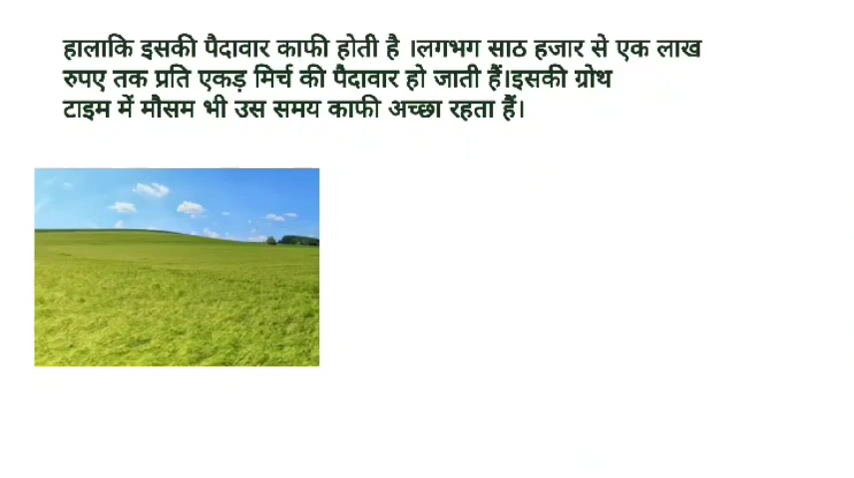 हालाकि इसकी पैदावार काफी होती है ।लगभग साठ हजार से एक लाख
रुपए तक प्रति एकड़ मिर्च की पैदावार हो जाती हैं।इसकी ग्रोथ
टाइम में मौसम भी उस समय काफी अच्छा रहता हैं।